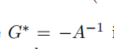 G* = −A⁻¹ i